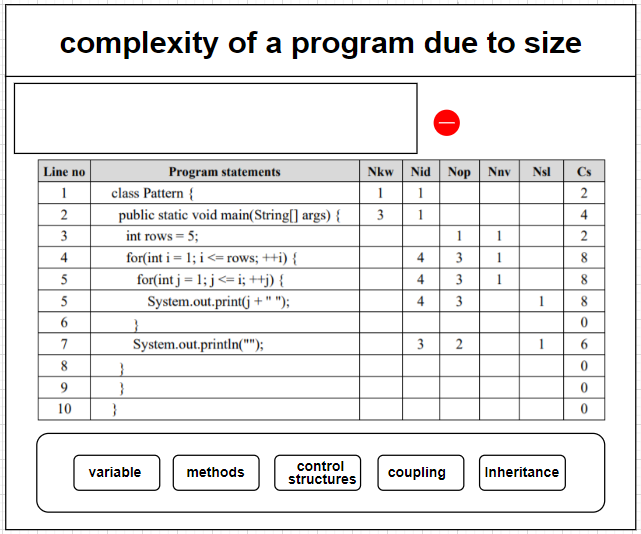 complexity of a program due to size
Line no Program statements Nkw Nid Nop Nnv Nsl Cs
1 class Pattern { 1 1 2
2 public static void main(String[] args) { 3 1 4
3 int rows = 5; 1 1 2
4 for(int i = 1; i <= rows; ++i) { 4 3 1 8
5 for(int j = 1; j <= i; ++j) { 4 3 1 8
5 System.out.print(j + " "); 4 3 1 8
6 } 0
7 System.out.println(""); 3 2 1 6
8 } 0
9 } 0
10 } 0
variable methods control structures coupling Inheritance